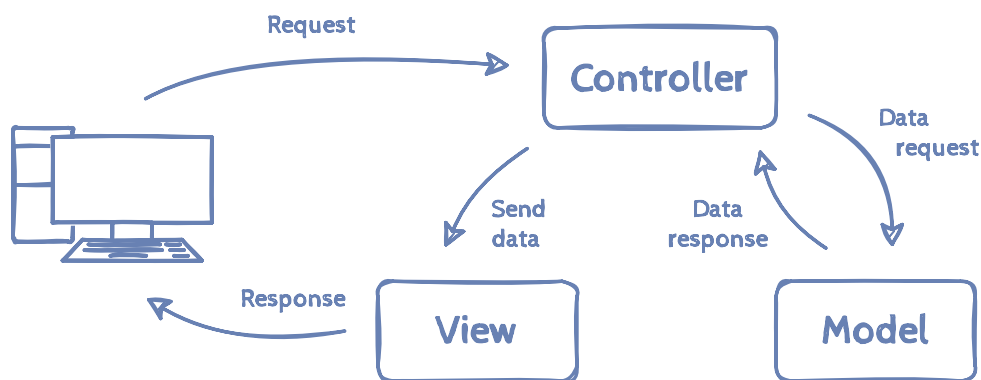 Request
Controller
Data
request
Send
data
Data
response
Response
View
Model